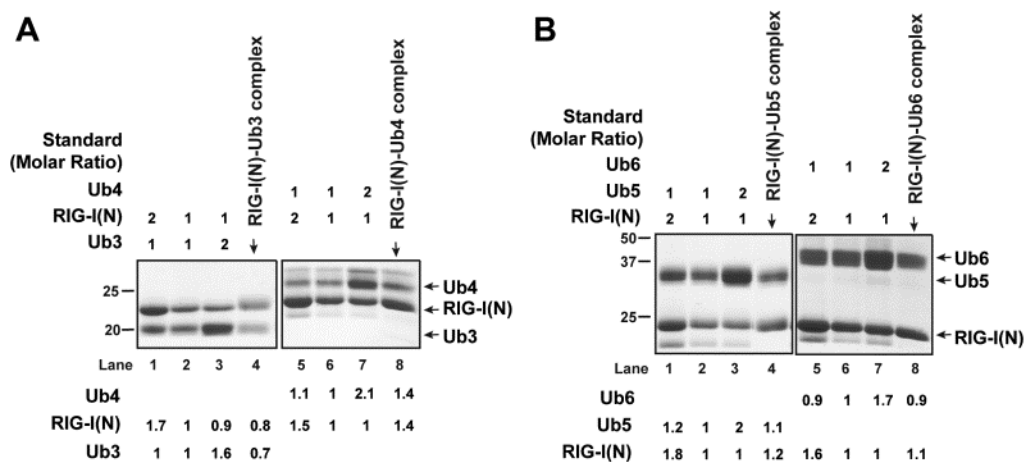 A
RIG-I(N)-Ub3 complex
RIG-I(N)-Ub4 complex
Standard
(Molar Ratio)
Ub4 1 1 2
RIG-I(N) 2 1 1 2 1 1
Ub3 1 1 2
25
20
Ub4
RIG-I(N)
Ub3
Lane 1 2 3 4 5 6 7 8
Ub4 1.1 1 2.1 1.4
RIG-I(N) 1.7 1 0.9 0.8 1.5 1 1 1.4
Ub3 1 1 1.6 0.7
B
RIG-I(N)-Ub5 complex
RIG-I(N)-Ub6 complex
Standard
(Molar Ratio)
Ub6 1 1 2
Ub5 1 1 2
RIG-I(N) 2 1 1 2 1 1
50
37
25
Ub6
Ub5
RIG-I(N)
Lane 1 2 3 4 5 6 7 8
Ub6 0.9 1 1.7 0.9
Ub5 1.2 1 2 1.1
RIG-I(N) 1.8 1 1 1.2 1.6 1 1 1.1